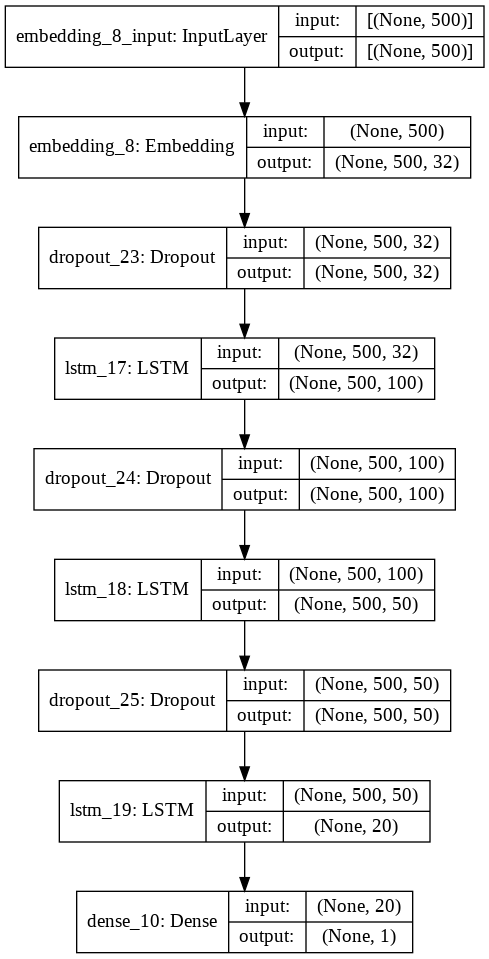 embedding_8_input: InputLayer
input: [(None, 500)]
output: [(None, 500)]
embedding_8: Embedding
input: (None, 500)
output: (None, 500, 32)
dropout_23: Dropout
input: (None, 500, 32)
output: (None, 500, 32)
lstm_17: LSTM
input: (None, 500, 32)
output: (None, 500, 100)
dropout_24: Dropout
input: (None, 500, 100)
output: (None, 500, 100)
lstm_18: LSTM
input: (None, 500, 100)
output: (None, 500, 50)
dropout_25: Dropout
input: (None, 500, 50)
output: (None, 500, 50)
lstm_19: LSTM
input: (None, 500, 50)
output: (None, 20)
dense_10: Dense
input: (None, 20)
output: (None, 1)